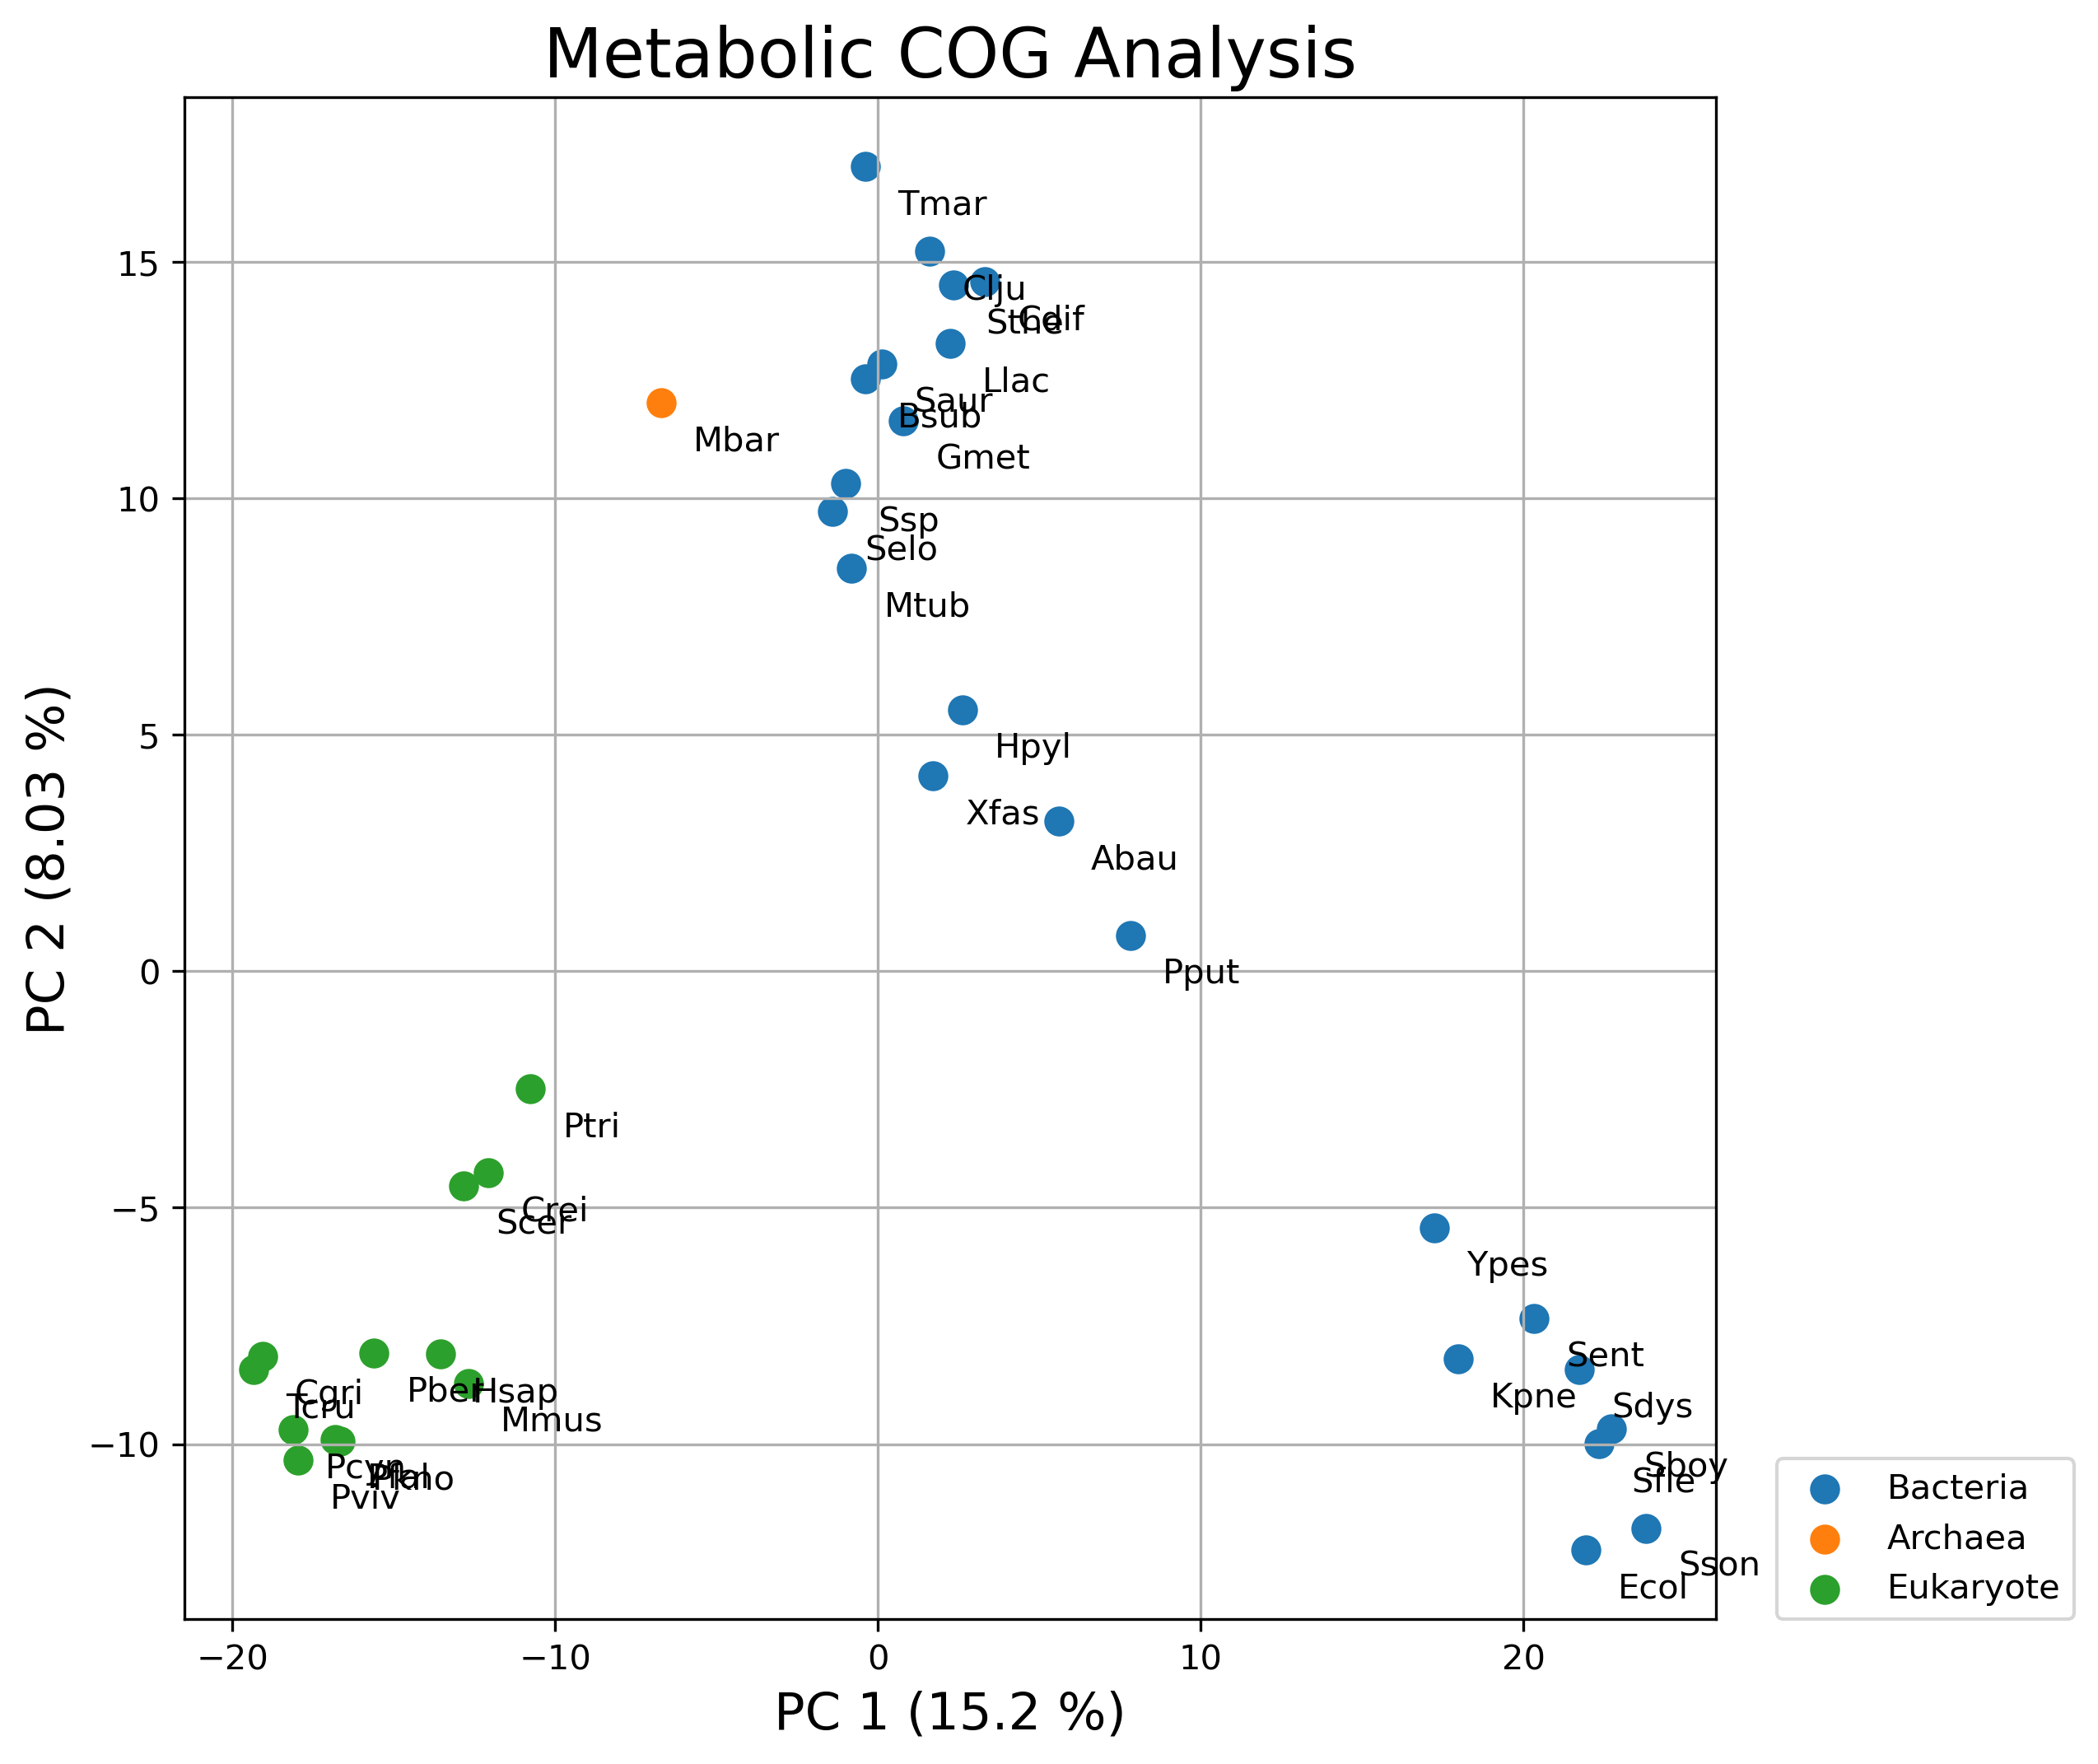 Metabolic COG Analysis
Tmar
15
Clju
Cdif
Sthe
Llac
Saur
Bsub
Mbar
Gmet
10
Ssp
Selo
Mtub
5
Hpyl
Xfas
Abau
Pput
0
PC 2 (8.03 %)
Ptri
−5
Crei
Scer
Ypes
Sent
Kpne
Sdys
Cgri
Tcru
Pber
Hsap
Mmus
−10
Pcyn
Pkno
Pviv
Sboy
Sfle
Sson
Ecol
Bacteria
Archaea
Eukaryote
−20
−10
0
10
20
PC 1 (15.2 %)